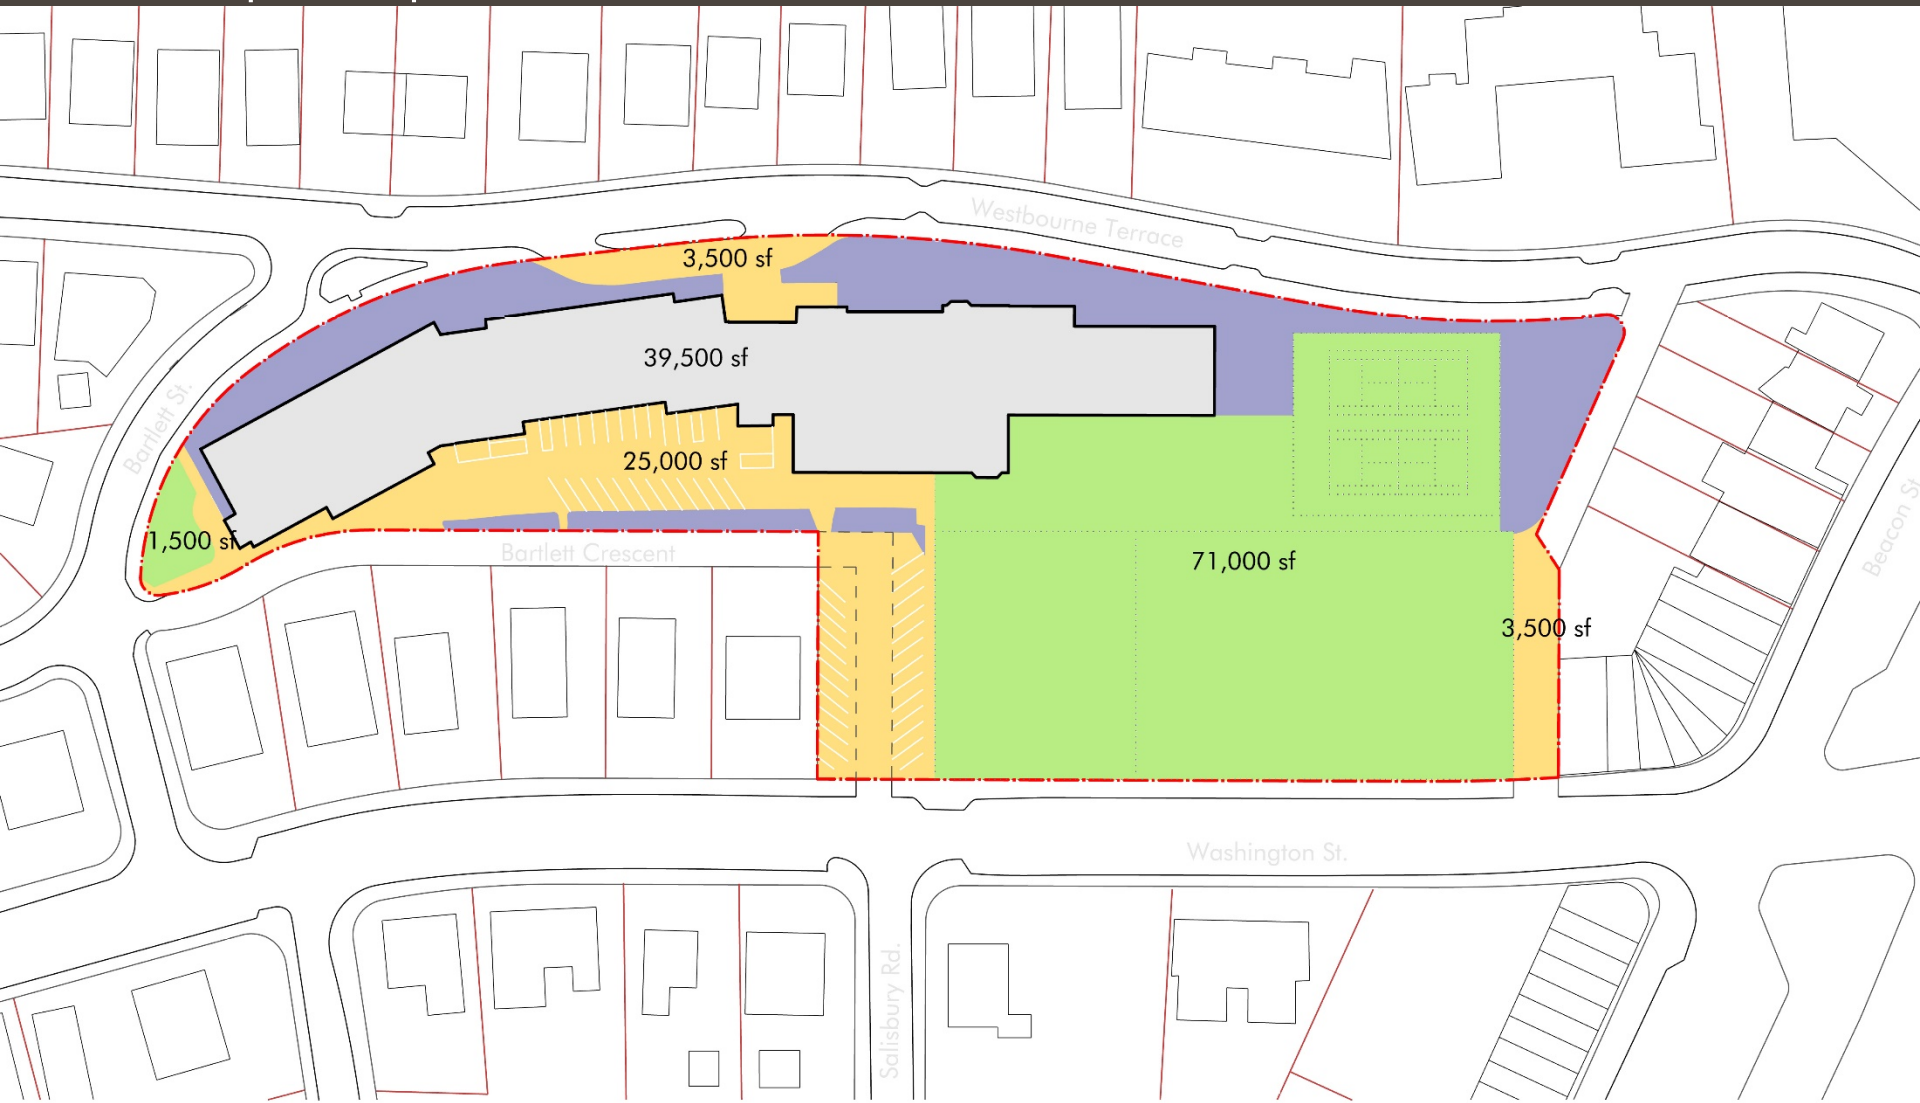 Westbourne Terrace
3,500 sf
39,500 sf
Bartlett St.
25,000 sf
1,500 sf
Bartlett Crescent
71,000 sf
Beacon St.
3,500 sf
Washington St.
Salisbury Rd.